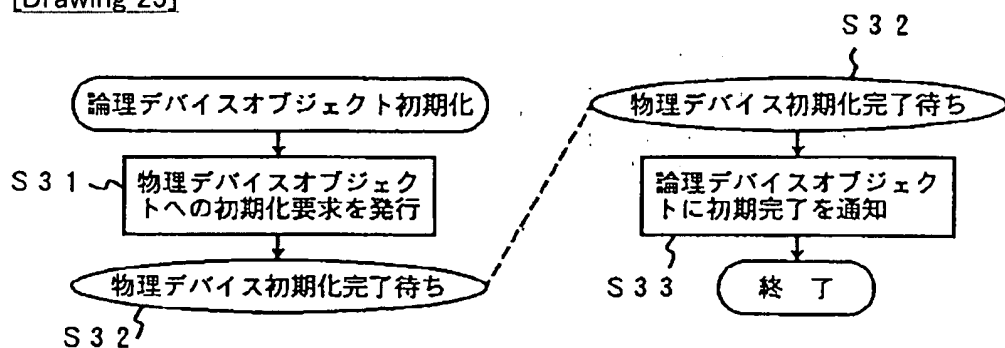 [Drawing 25]
論理デバイスオブジェクト初期化
S31
物理デバイスオブジェク
トへの初期化要求を発行
物理デバイス初期化完了待ち
S32
S32
物理デバイス初期化完了待ち
論理デバイスオブジェク
トに初期完了を通知
S33
終 了